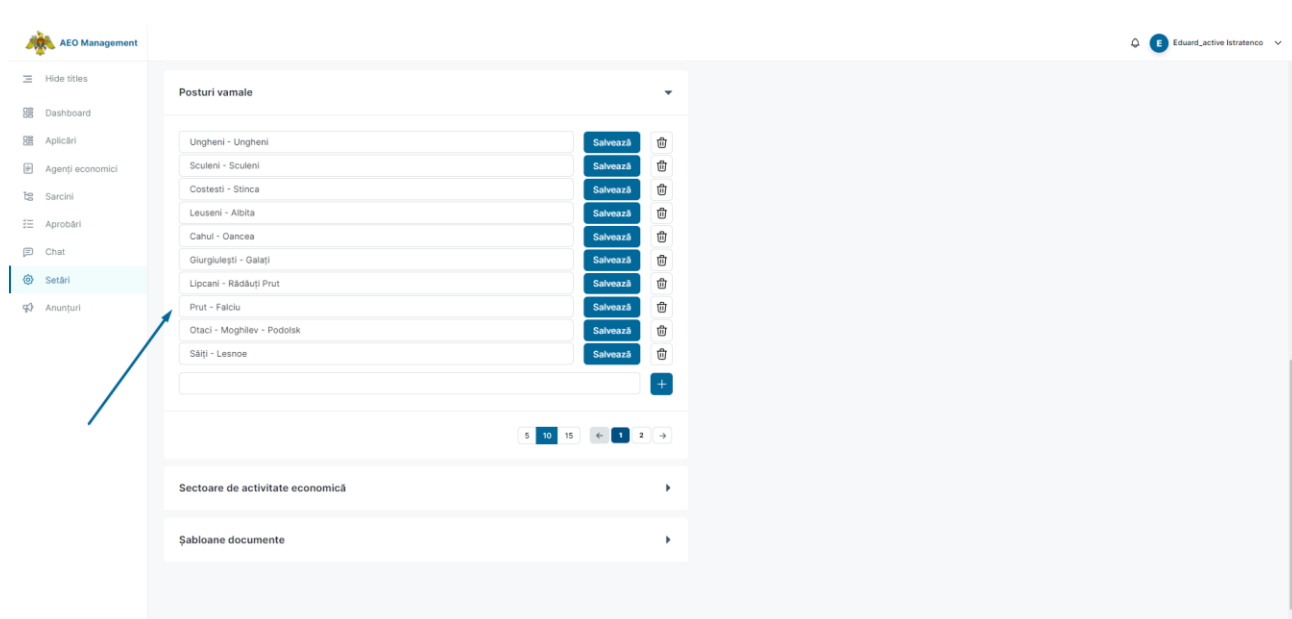 AEO Management
E Eduard_active Istratenco
Hide titles
Dashboard
Aplicări
Agenți economici
Sarcini
Aprobări
Chat
Setări
Anunțuri
Posturi vamale
Ungheni - Ungheni Salvează
Sculeni - Sculeni Salvează
Costesti - Stinca Salvează
Leuseni - Albita Salvează
Cahul - Oancea Salvează
Giurgiulești - Galați Salvează
Lipcani - Rădăuți Prut Salvează
Prut - Falciu Salvează
Otaci - Moghilev - Podolsk Salvează
Săiți - Lesnoe Salvează
5 10 15 ← 1 2 →
Sectoare de activitate economică
Șabloane documente